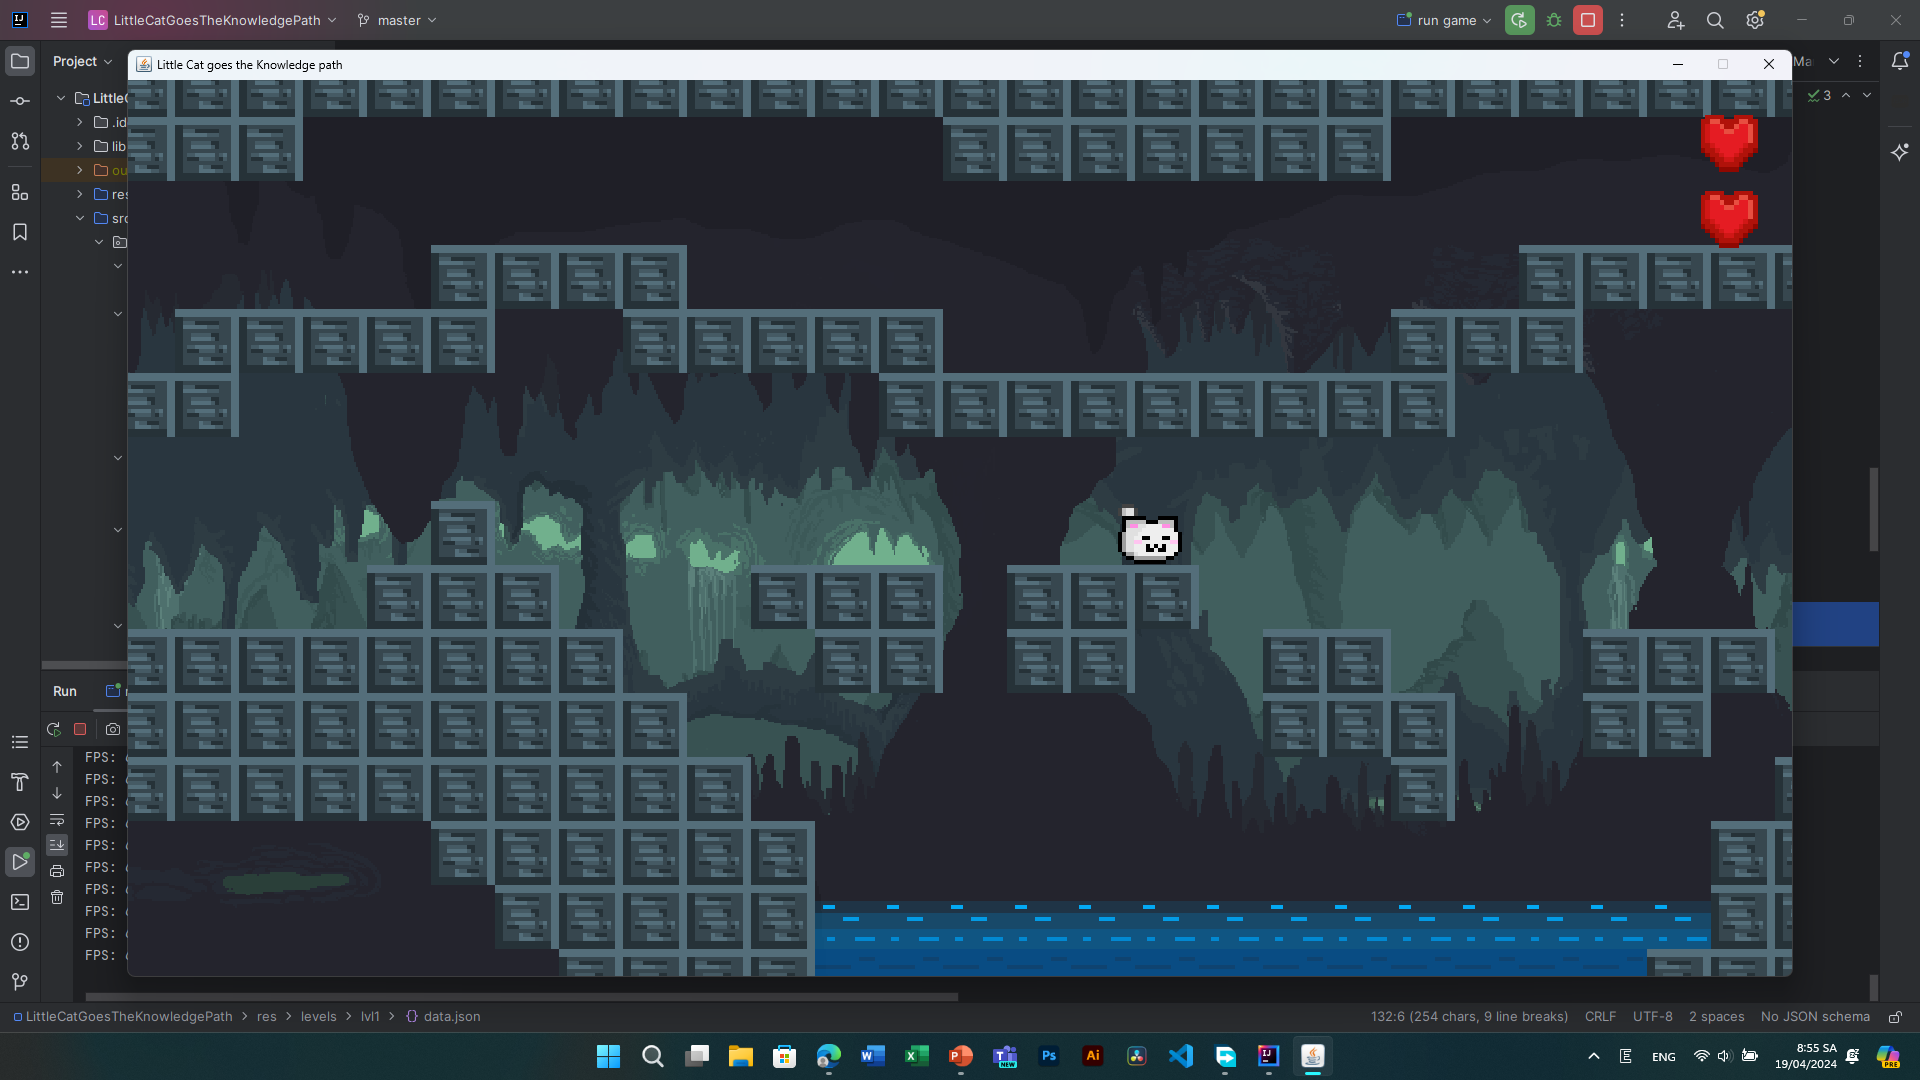 LC LittleCatGoesTheKnowledgePath
master
run game
Project
Little Cat goes the Knowledge path
Ma
LittleC
3
.id
lib
ou
res
src
Run
FPS:
FPS:
FPS:
FPS:
FPS:
FPS:
FPS:
FPS:
FPS:
FPS:
LittleCatGoesTheKnowledgePath > res > levels > lvl1 > {} data.json
132:6 (254 chars, 9 line breaks)
CRLF
UTF-8
2 spaces
No JSON schema
ENG
8:55 SA
19/04/2024